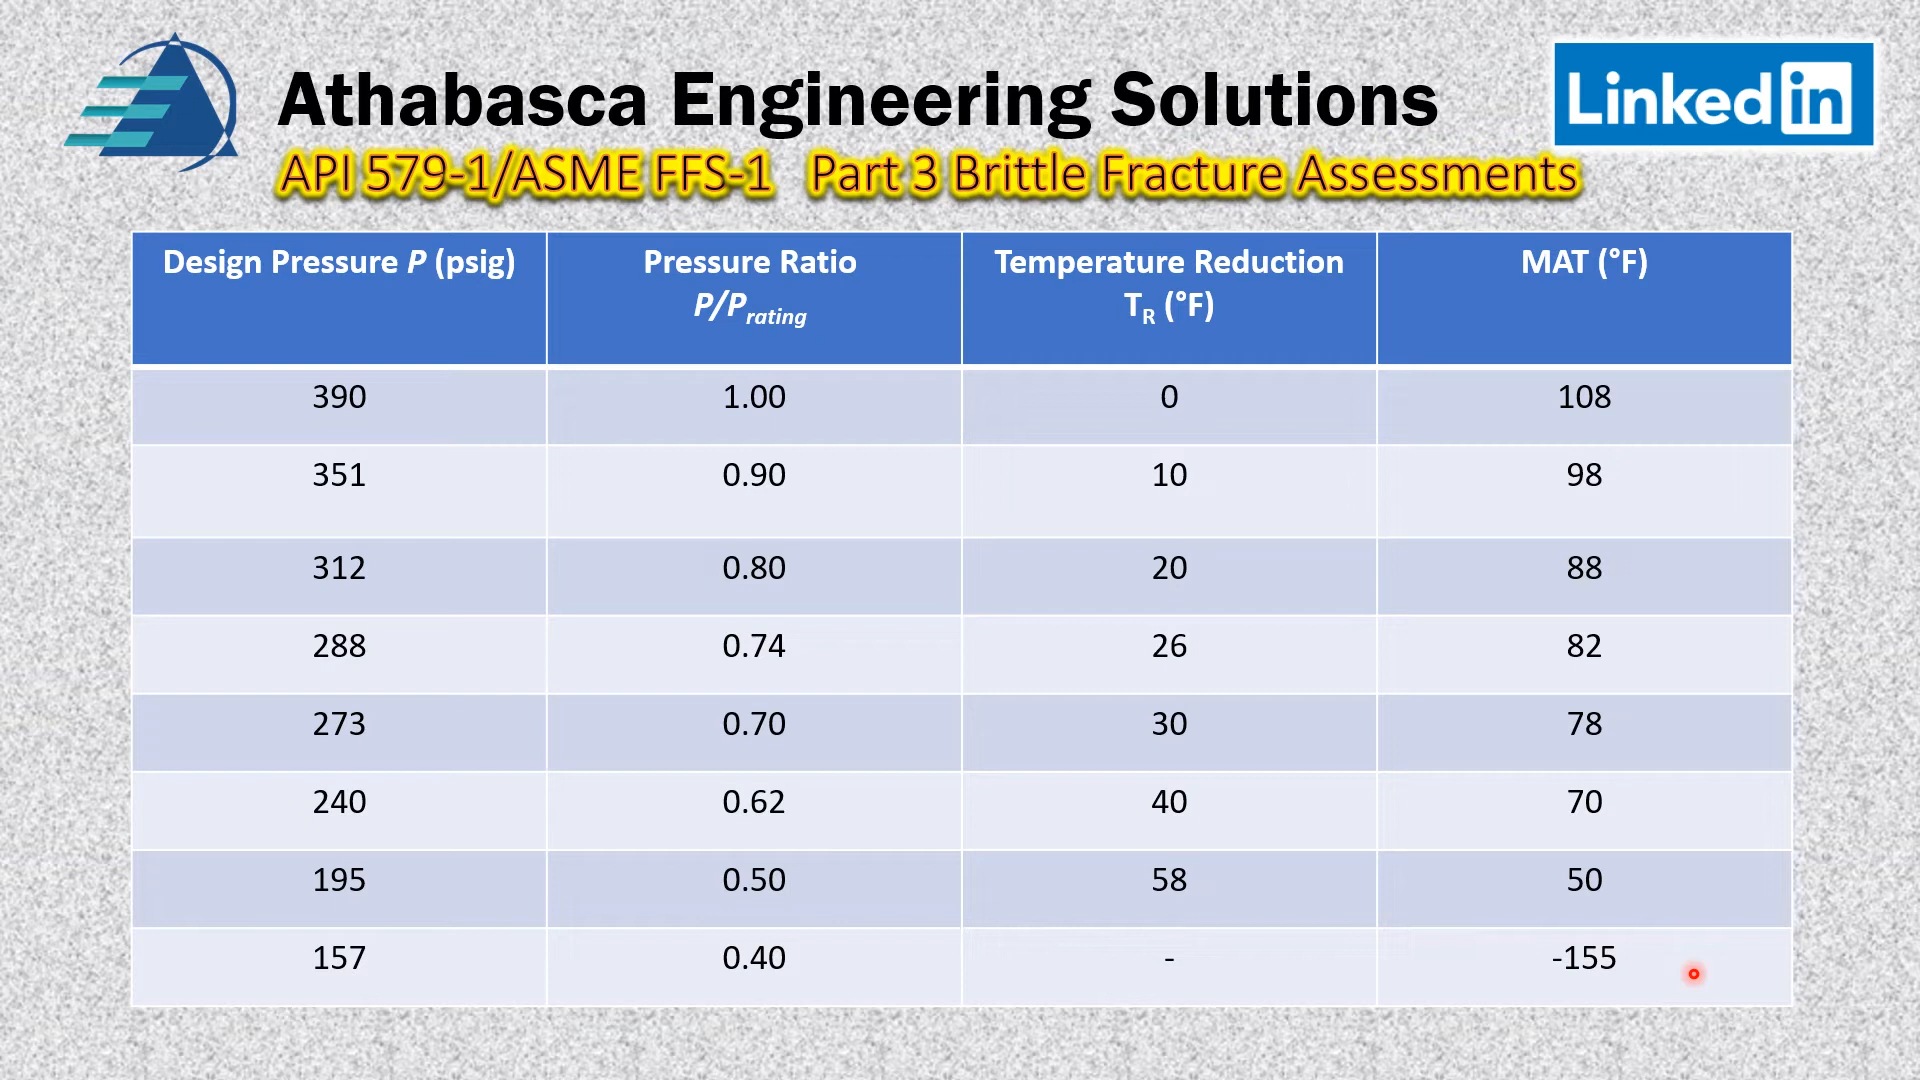 Athabasca Engineering Solutions
Linked in
API 579-1/ASME FFS-1 Part 3 Brittle Fracture Assessments
Design Pressure P (psig) Pressure Ratio Temperature Reduction MAT (°F)
P/Prating TR (°F)
390 1.00 0 108
351 0.90 10 98
312 0.80 20 88
288 0.74 26 82
273 0.70 30 78
240 0.62 40 70
195 0.50 58 50
157 0.40 - -155